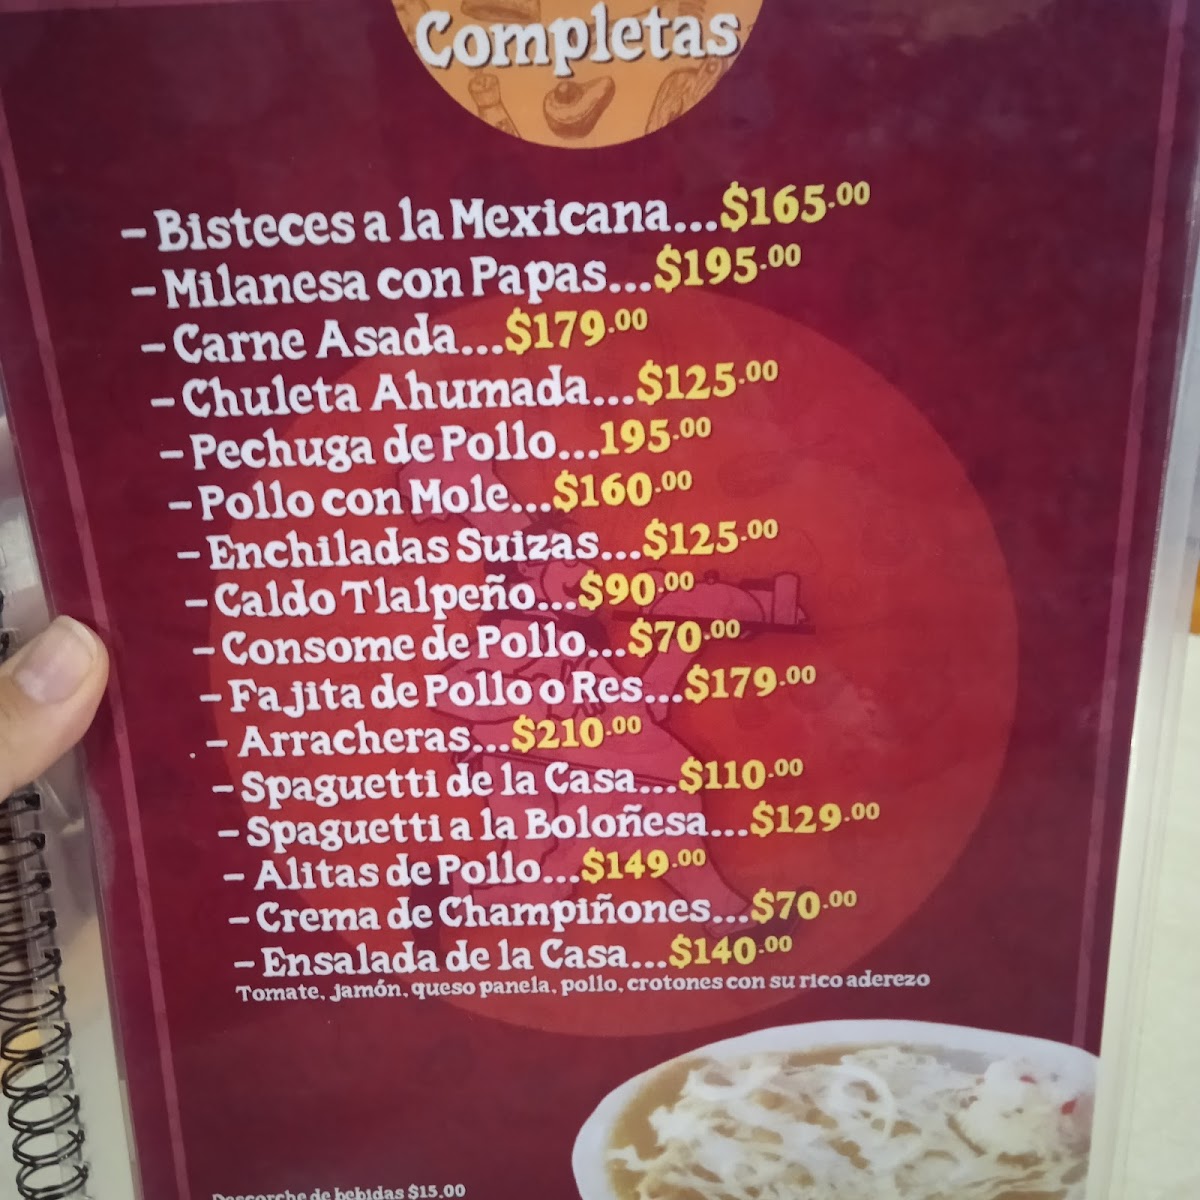 Completas
- Bisteces a la Mexicana...$165.00
- Milanesa con Papas...$195.00
- Carne Asada...$179.00
- Chuleta Ahumada...$125.00
- Pechuga de Pollo...195.00
- Pollo con Mole...$160.00
- Enchiladas Suizas...$125.00
- Caldo Tlalpeño...$90.00
- Consome de Pollo...$70.00
- Fajita de Pollo o Res...$179.00
- Arracheras...$210.00
- Spaguetti de la Casa...$110.00
- Spaguetti a la Boloñesa...$129.00
- Alitas de Pollo...$149.00
- Crema de Champiñones...$70.00
- Ensalada de la Casa...$140.00
Tomate, jamón, queso panela, pollo, crotones con su rico aderezo
Descorche de bebidas $15.00